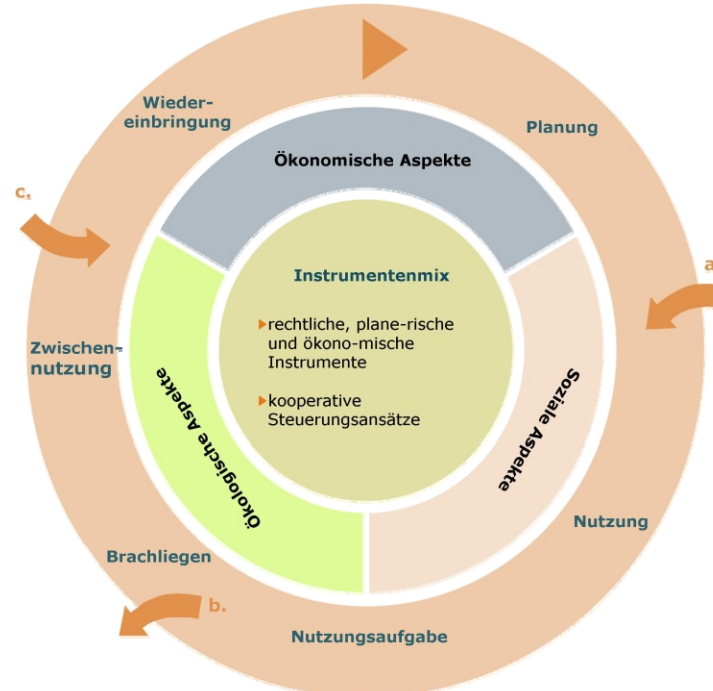 Wieder-
einbringung
Planung
Ökonomische Aspekte
c.
a
Instrumentenmix
rechtliche, plane-rische
und ökono-mische
Instrumente
kooperative
Steuerungsansätze
Zwischen-
nutzung
Ökologische Aspekte
Soziale Aspekte
Nutzung
Brachliegen
b.
Nutzungsaufgabe